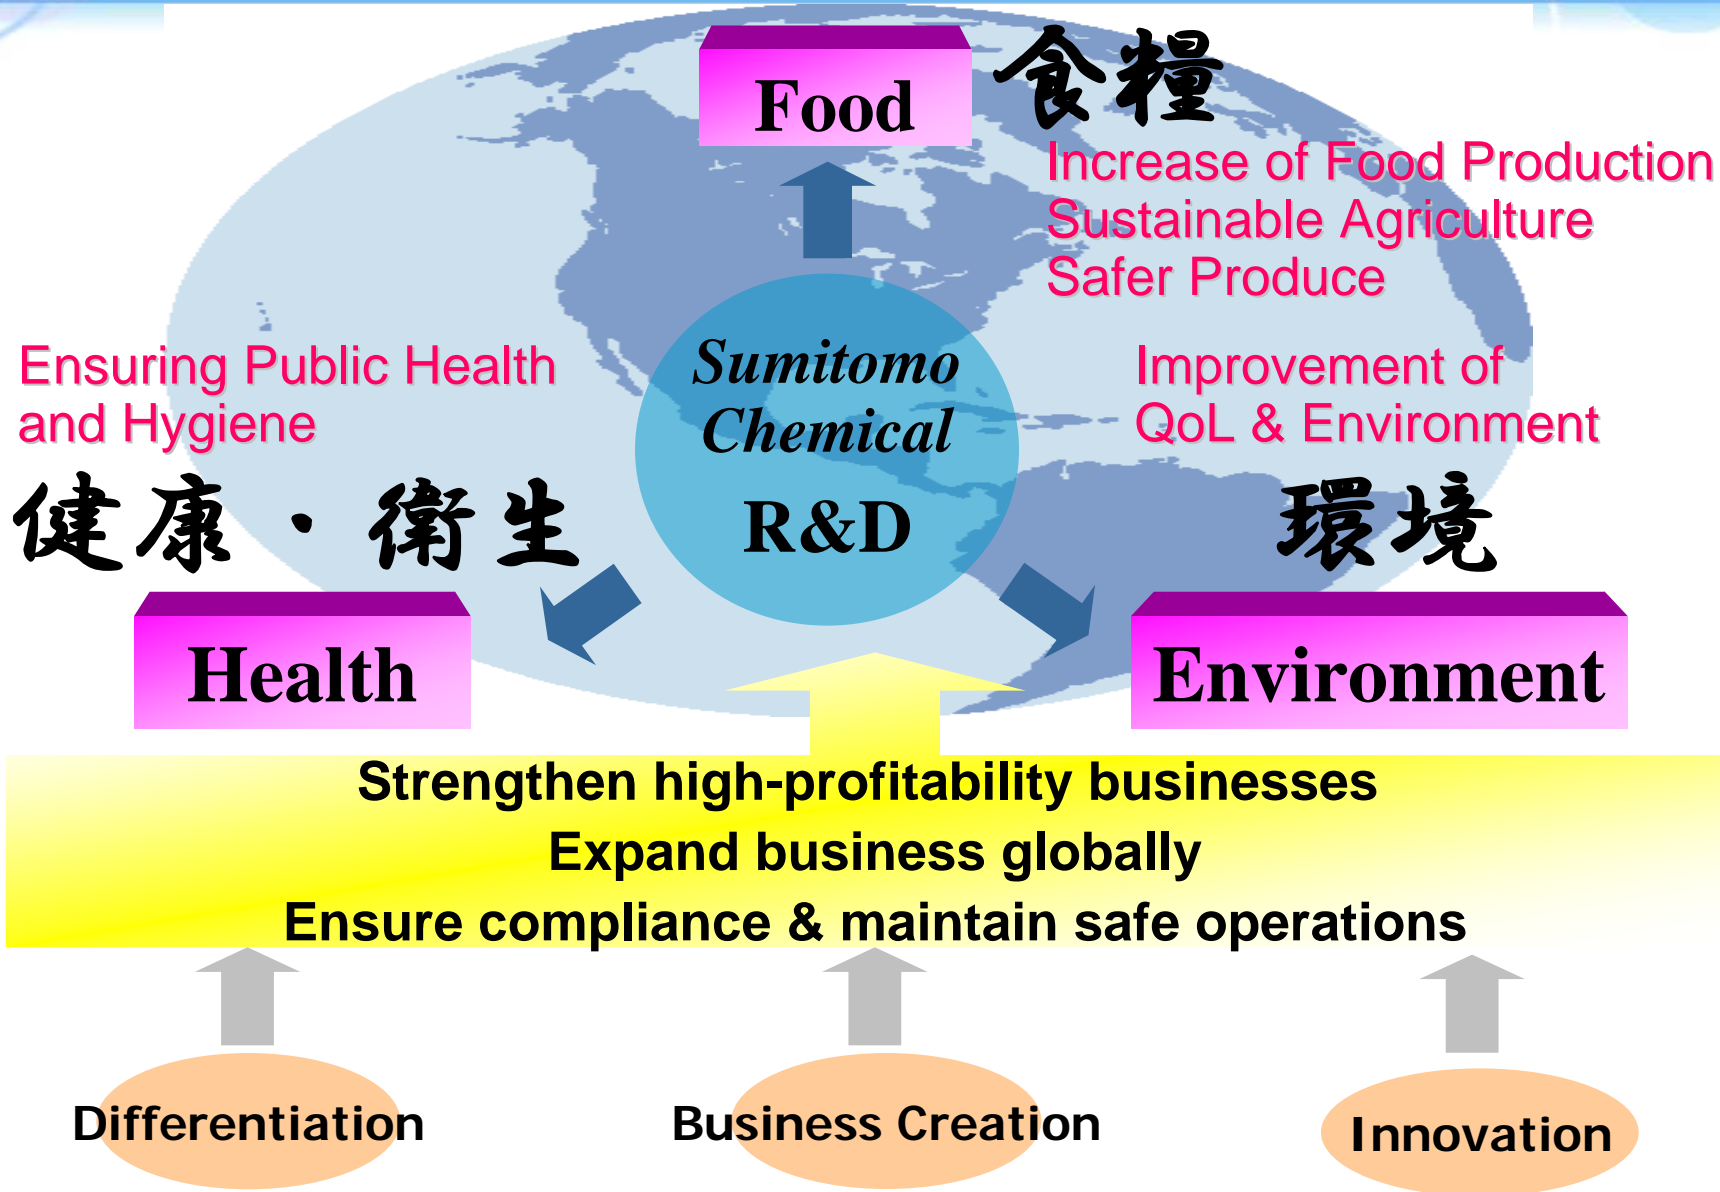 Food
食糧
Increase of Food Production
Sustainable Agriculture
Safer Produce
Ensuring Public Health
and Hygiene
健康・衛生
Health
Sumitomo
Chemical
R&D
Improvement of
QoL & Environment
環境
Environment
Strengthen high-profitability businesses
Expand business globally
Ensure compliance & maintain safe operations
Differentiation
Business Creation
Innovation